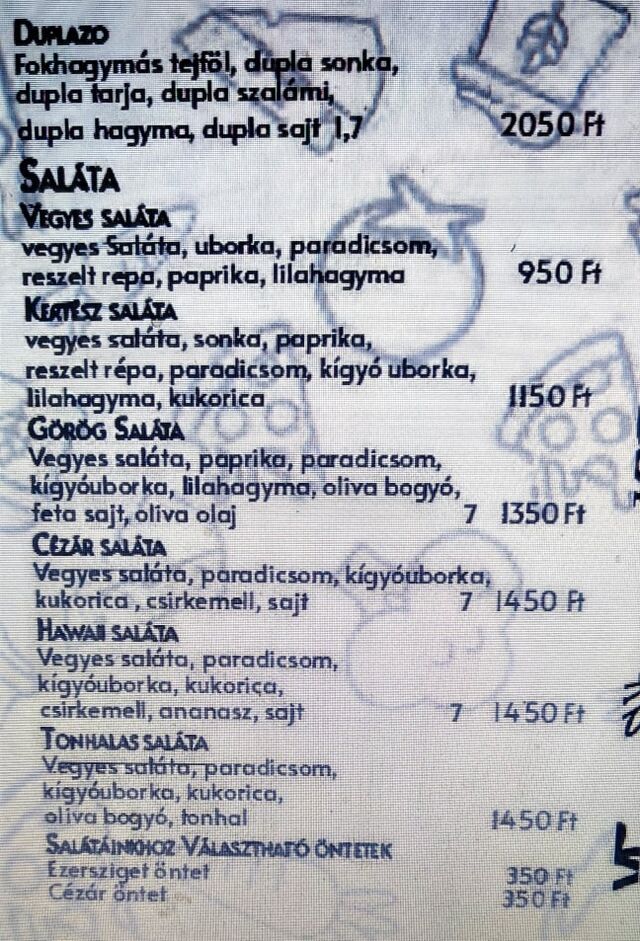 DUPLAZO
Fokhagymás tejföl, dupla sonka,
dupla tarja, dupla szalámi,
dupla hagyma, dupla sajt 1,7 2050 Ft
SALÁTA
VEGYES SALÁTA
vegyes Saláta, uborka, paradicsom,
reszelt repa, paprika, lilahagyma 950 Ft
KERTÉSZ SALÁTA
vegyes saláta, sonka, paprika,
reszelt répa, paradicsom, kígyó uborka,
lilahagyma, kukorica 1150 Ft
GÖRÖG SALÁTA
Vegyes saláta, paprika, paradicsom,
kígyóuborka, lilahagyma, oliva bogyó,
feta sajt, oliva olaj 7 1350 Ft
CÉZÁR SALÁTA
Vegyes saláta, paradicsom, kígyóuborka,
kukorica , csirkemell, sajt 7 1450 Ft
HAWAII SALÁTA
Vegyes saláta, paradicsom,
kígyóuborka, kukorica,
csirkemell, ananasz, sajt 7 1450 Ft
TONHALAS SALÁTA
Vegyes saláta, paradicsom,
kígyóuborka, kukorica,
oliva bogyó, tonhal 1450 Ft
SALÁTÁINKHOZ VÁLASZTHATÓ ÖNTETEK
Ezersziget öntet 350 Ft
Cézár öntet 350 Ft